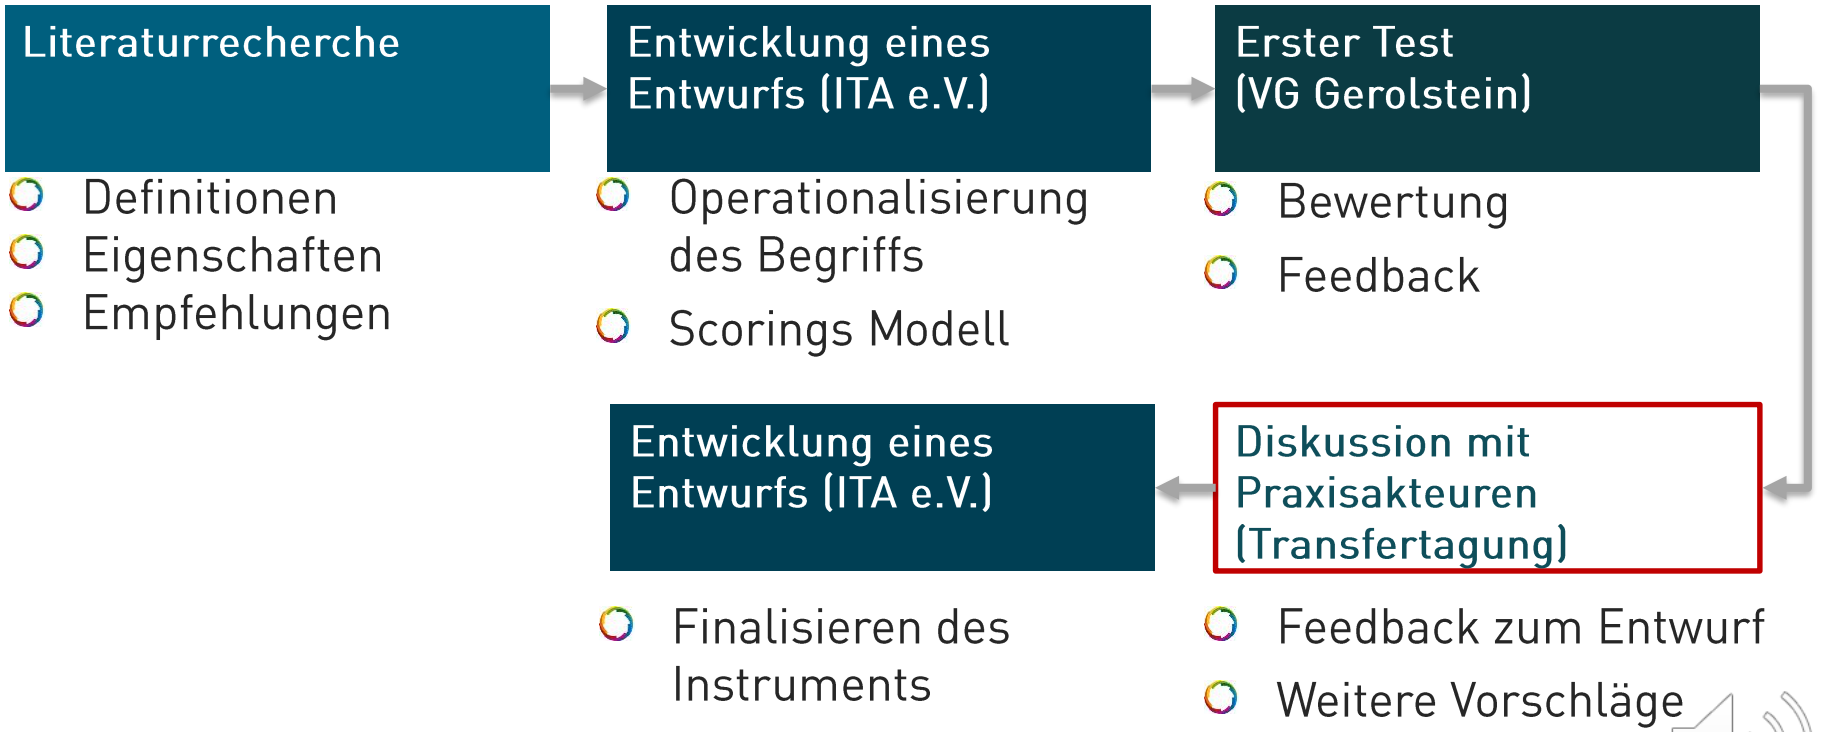 Literaturrecherche
Definitionen
Eigenschaften
Empfehlungen
Entwicklung eines
Entwurfs (ITA e.V.)
Operationalisierung
des Begriffs
Scorings Modell
Erster Test
(VG Gerolstein)
Bewertung
Feedback
Diskussion mit
Praxisakteuren
(Transfertagung)
Feedback zum Entwurf
Weitere Vorschläge
Entwicklung eines
Entwurfs (ITA e.V.)
Finalisieren des
Instruments